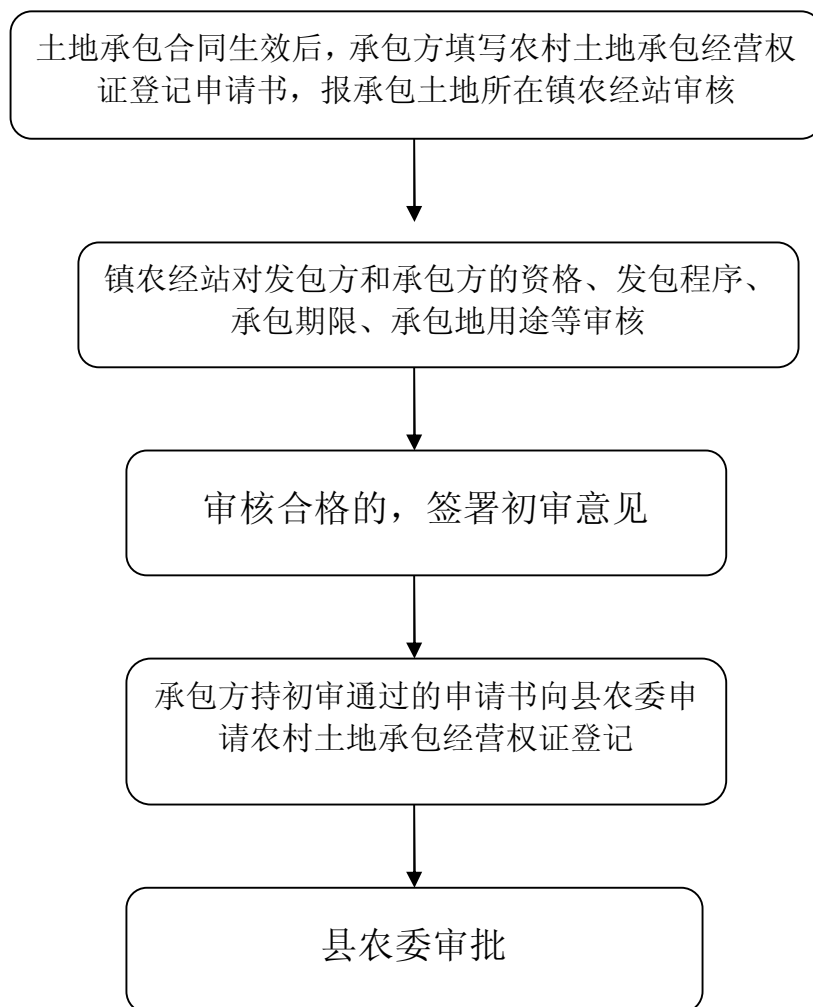 土地承包合同生效后，承包方填写农村土地承包经营权
证登记申请书，报承包土地所在镇农经站审核
镇农经站对发包方和承包方的资格、发包程序、
承包期限、承包地用途等审核
审核合格的，签署初审意见
承包方持初审通过的申请书向县农委申
请农村土地承包经营权证登记
县农委审批